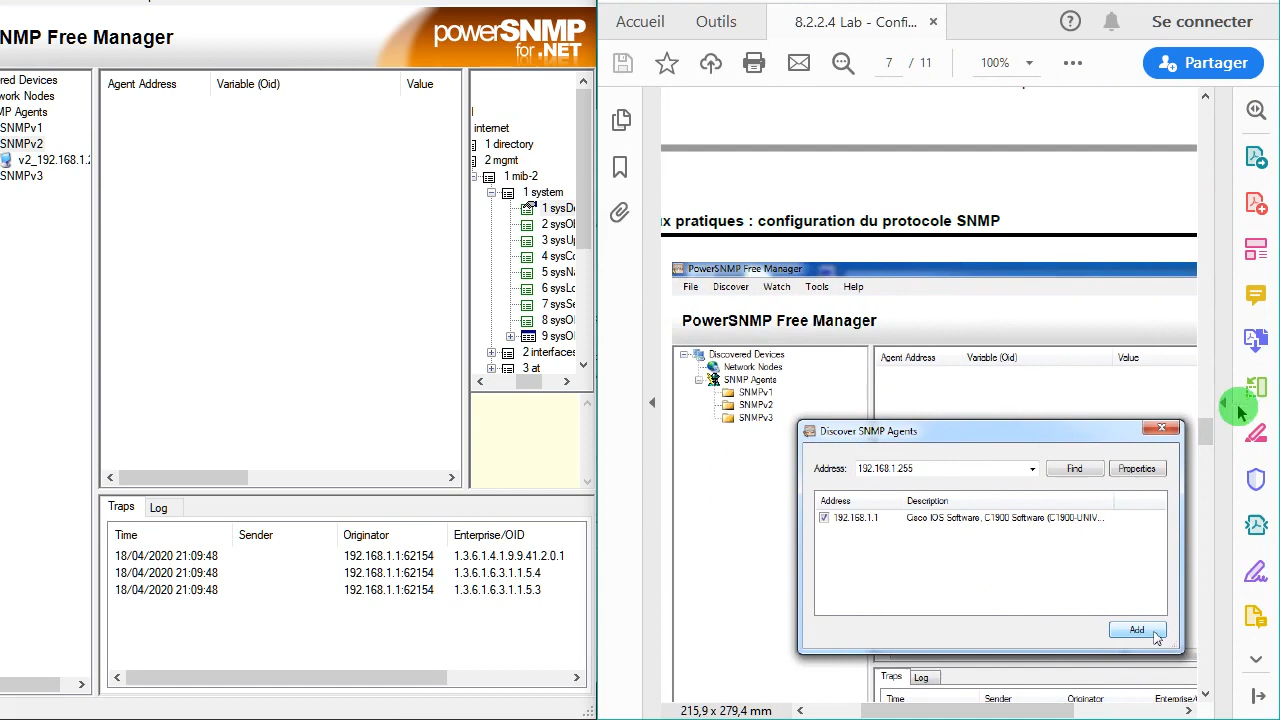 NMP Free Manager
powerSNMP
for .NET
red Devices
work Nodes
MP Agents
SNMPv1
SNMPv2
v2_192.168.1.2
SNMPv3
Agent Address Variable (Oid) Value
internet
1 directory
2 mgmt
1 mib-2
1 system
1 sysDe
2 sysO
3 sysU
4 sysCo
5 sysNa
6 sysLo
7 sysSe
8 sysO
9 sysO
2 interfaces
3 at
Traps Log
Time Sender Originator Enterprise/OID
18/04/2020 21:09:48 192.168.1.1:62154 1.3.6.1.4.1.9.9.41.2.0.1
18/04/2020 21:09:48 192.168.1.1:62154 1.3.6.1.6.3.1.1.5.4
18/04/2020 21:09:48 192.168.1.1:62154 1.3.6.1.6.3.1.1.5.3
Accueil Outils 8.2.2.4 Lab - Confi... × Se connecter
7 / 11 100% Partager
x pratiques : configuration du protocole SNMP
PowerSNMP Free Manager
File Discover Watch Tools Help
PowerSNMP Free Manager
Discovered Devices
Network Nodes
SNMP Agents
SNMPv1
SNMPv2
SNMPv3
Agent Address Variable (Oid) Value
Discover SNMP Agents
Address: 192.168.1.255 Find Properties
Address Description
192.168.1.1 Cisco IOS Software, C1900 Software (C1900-UNIV...
Add
Traps Log
Time Sender Originator Enterprise/
215,9 x 279,4 mm